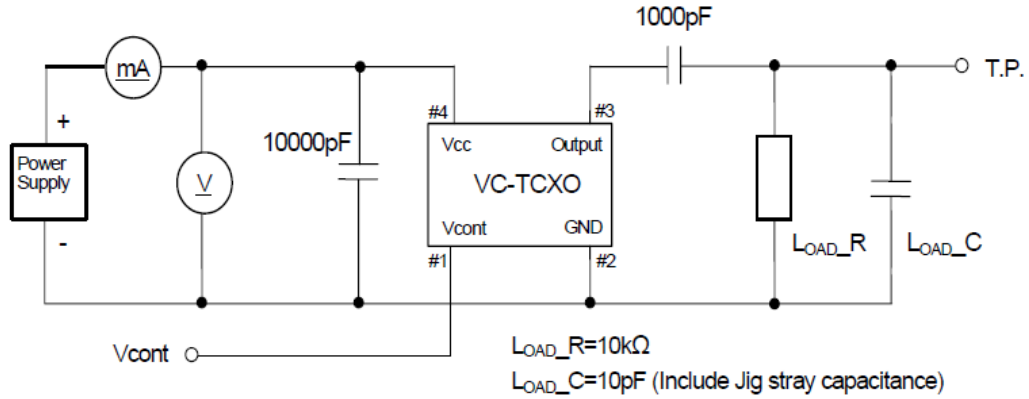 1000pF
mA
T.P.
#4
#3
+
10000pF
Vcc
Output
Power
Supply
V
VC-TCXO
-
Vcont
GND
#1
#2
LOAD_R
LOAD_C
Vcont
LOAD_R=10kΩ
LOAD_C=10pF (Include Jig stray capacitance)